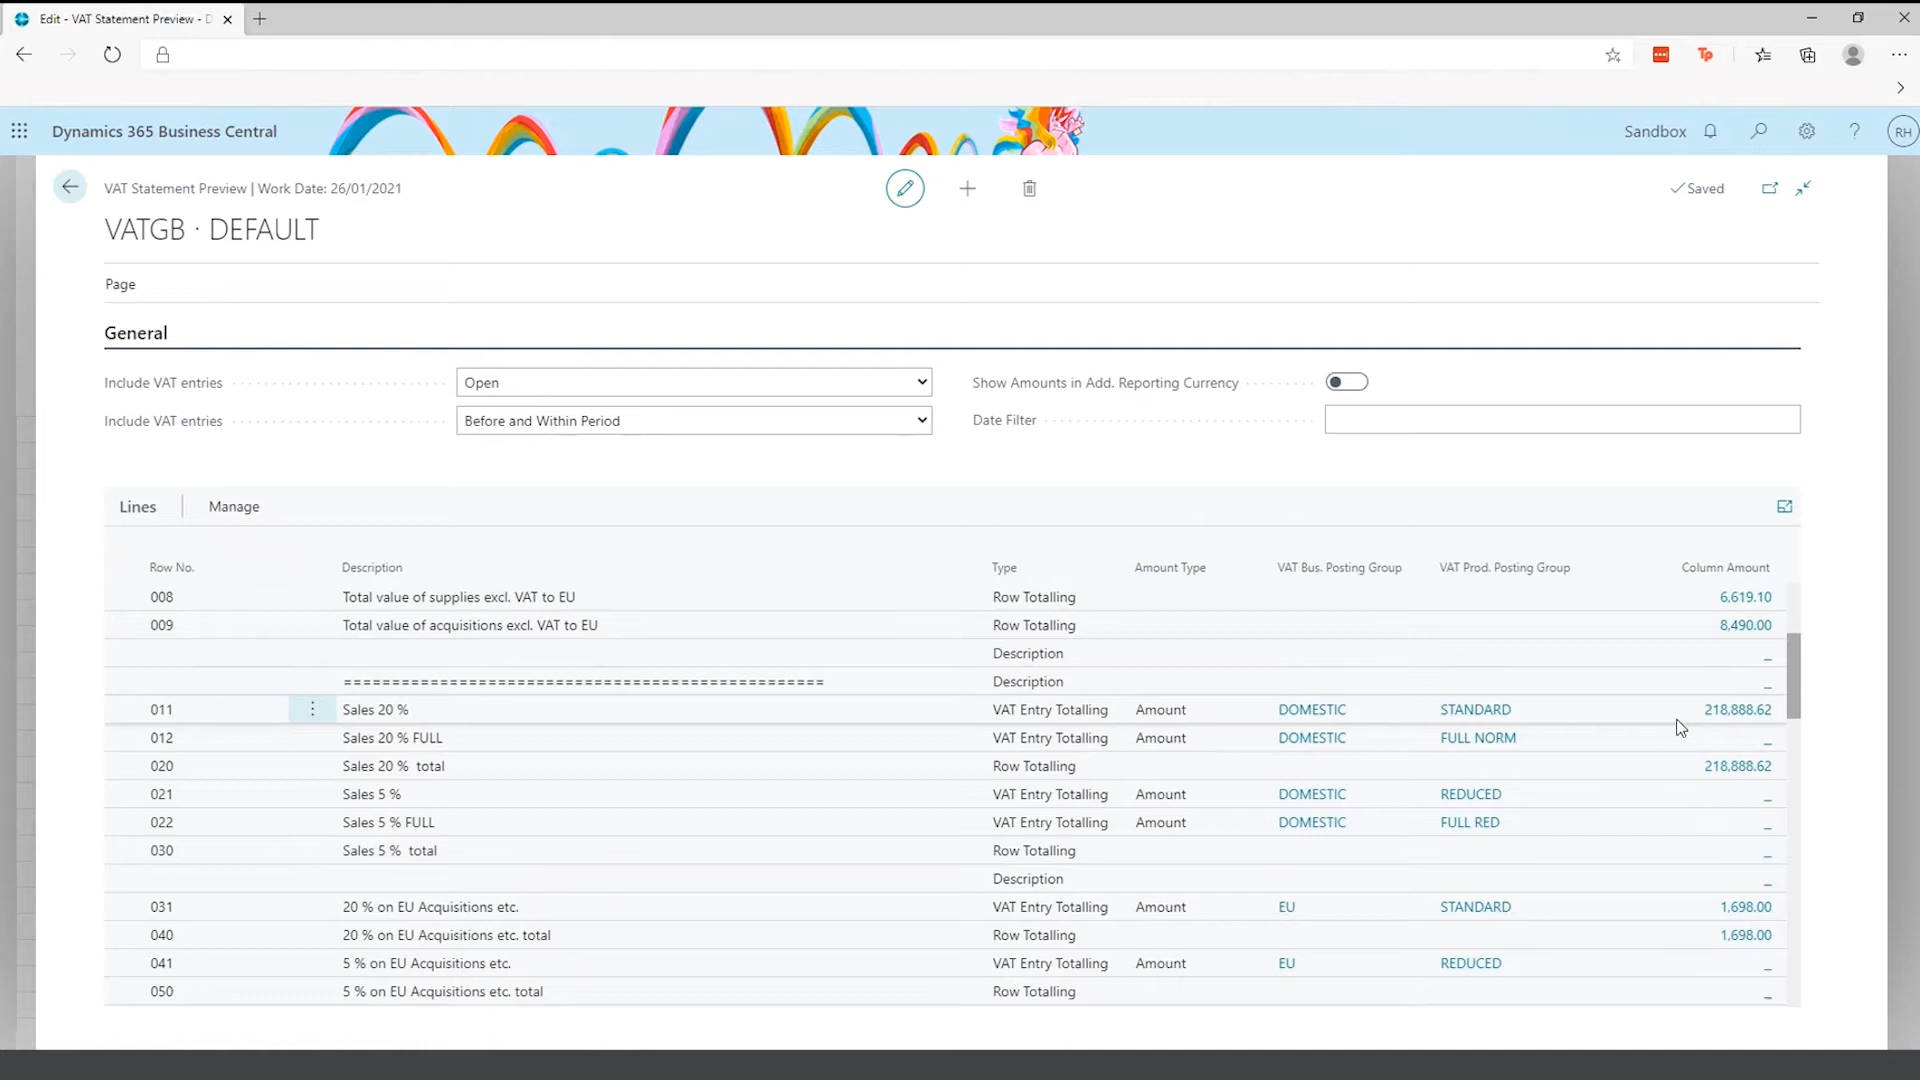 Edit - VAT Statement Preview - D
Tp
Dynamics 365 Business Central
Sandbox
?
RH
VAT Statement Preview | Work Date: 26/01/2021
Saved
VATGB · DEFAULT
Page
General
Include VAT entries Open Show Amounts in Add. Reporting Currency
Include VAT entries Before and Within Period Date Filter
Lines Manage
Row No. Description Type Amount Type VAT Bus. Posting Group VAT Prod. Posting Group Column Amount
008 Total value of supplies excl. VAT to EU Row Totalling 6,619.10
009 Total value of acquisitions excl. VAT to EU Row Totalling 8,490.00
Description _
================================================== Description _
011 Sales 20 % VAT Entry Totalling Amount DOMESTIC STANDARD 218,888.62
012 Sales 20 % FULL VAT Entry Totalling Amount DOMESTIC FULL NORM _
020 Sales 20 % total Row Totalling 218,888.62
021 Sales 5 % VAT Entry Totalling Amount DOMESTIC REDUCED _
022 Sales 5 % FULL VAT Entry Totalling Amount DOMESTIC FULL RED _
030 Sales 5 % total Row Totalling _
Description _
031 20 % on EU Acquisitions etc. VAT Entry Totalling Amount EU STANDARD 1,698.00
040 20 % on EU Acquisitions etc. total Row Totalling 1,698.00
041 5 % on EU Acquisitions etc. VAT Entry Totalling Amount EU REDUCED _
050 5 % on EU Acquisitions etc. total Row Totalling _